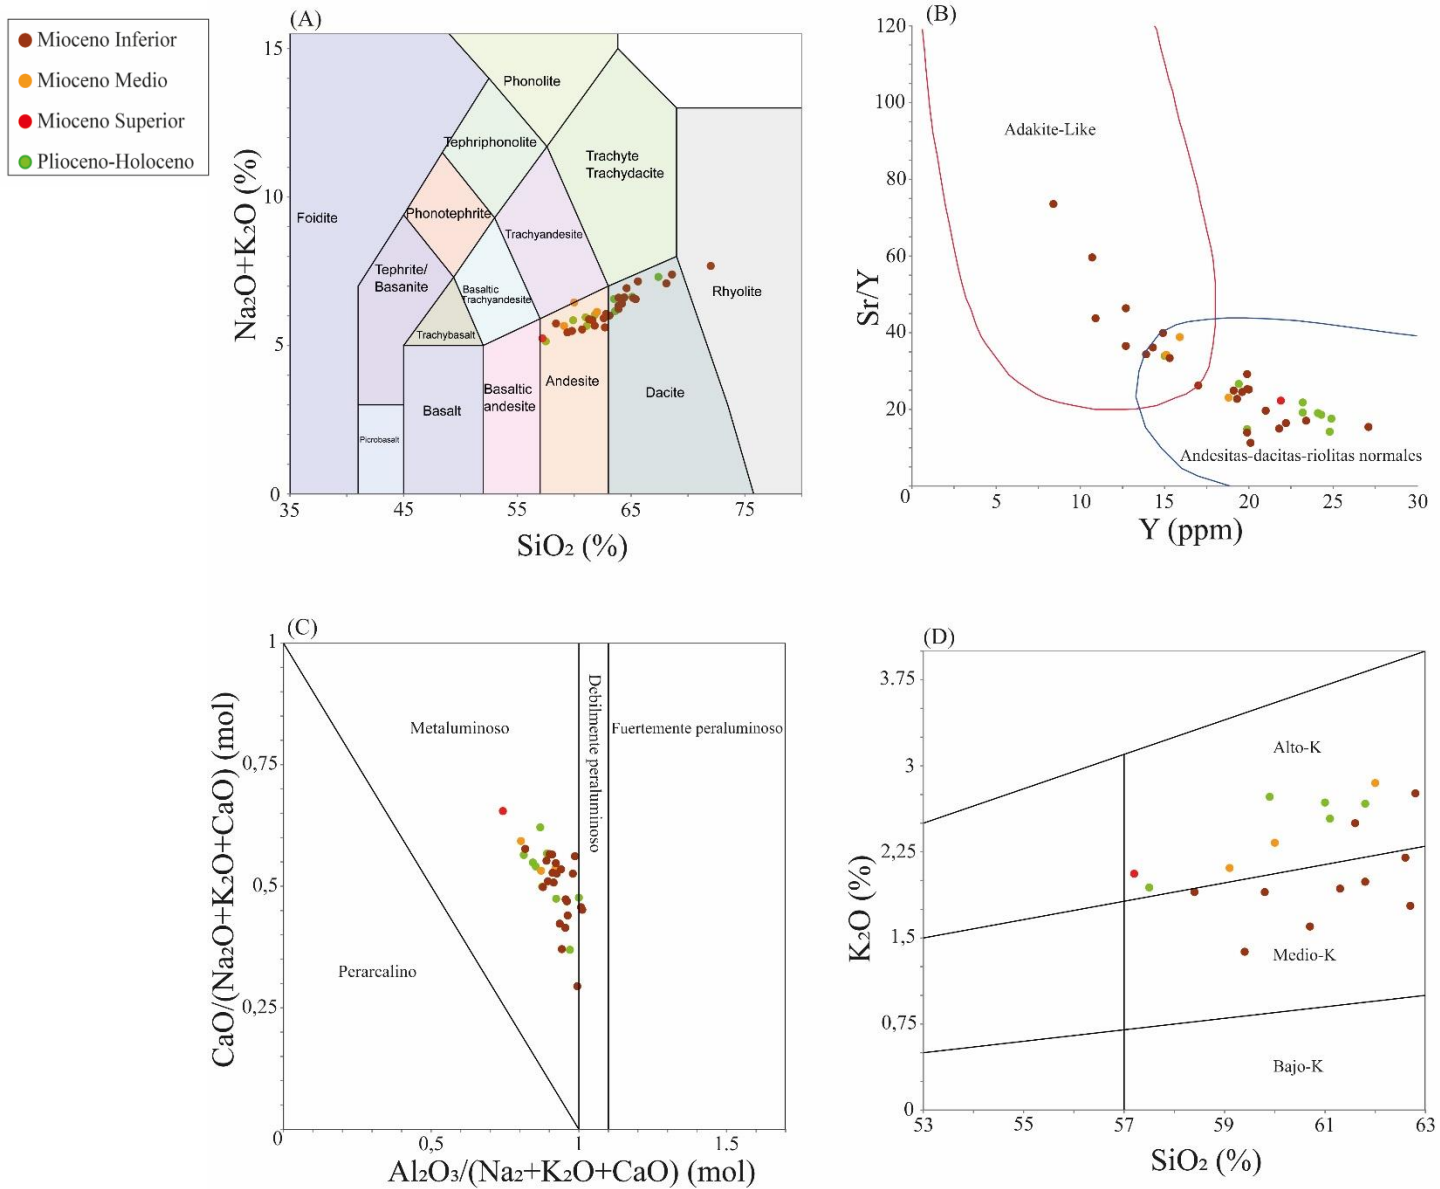 Mioceno Inferior
Mioceno Medio
Mioceno Superior
Plioceno-Holoceno
(A)
15
10
5
0
Na₂O+K₂O (%)
Foidite
Phonolite
Tephriphonolite
Trachyte
Trachydacite
Phonotephrite
Trachyandesite
Tephrite/
Basanite
Basaltic
Trachyandesite
Trachybasalt
Rhyolite
Picrobasalt
Basalt
Basaltic
andesite
Andesite
Dacite
35
45
55
65
75
SiO₂ (%)
(B)
120
100
80
60
40
20
0
Sr/Y
Adakite-Like
Andesitas-dacitas-riolitas normales
5
10
15
20
25
30
Y (ppm)
(C)
1
0,75
0,5
0,25
0
CaO/(Na₂O+K₂O+CaO) (mol)
Metaluminoso
Debilmente peraluminoso
Fuertemente peraluminoso
Perarcalino
0,5
1
1.5
Al₂O₃/(Na₂+K₂O+CaO) (mol)
(D)
3,75
3
2,25
1,5
0,75
0
K₂O (%)
Alto-K
Medio-K
Bajo-K
53
55
57
59
61
63
SiO₂ (%)